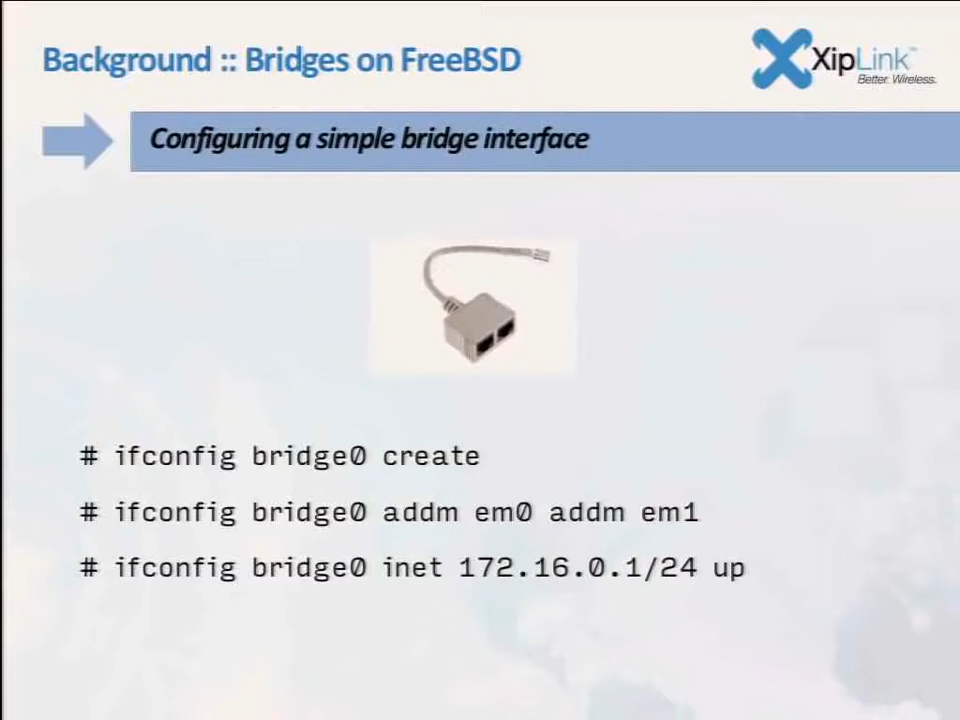 Background :: Bridges on FreeBSD
XipLink™
Better. Wireless.
Configuring a simple bridge interface
# ifconfig bridge0 create
# ifconfig bridge0 addm em0 addm em1
# ifconfig bridge0 inet 172.16.0.1/24 up